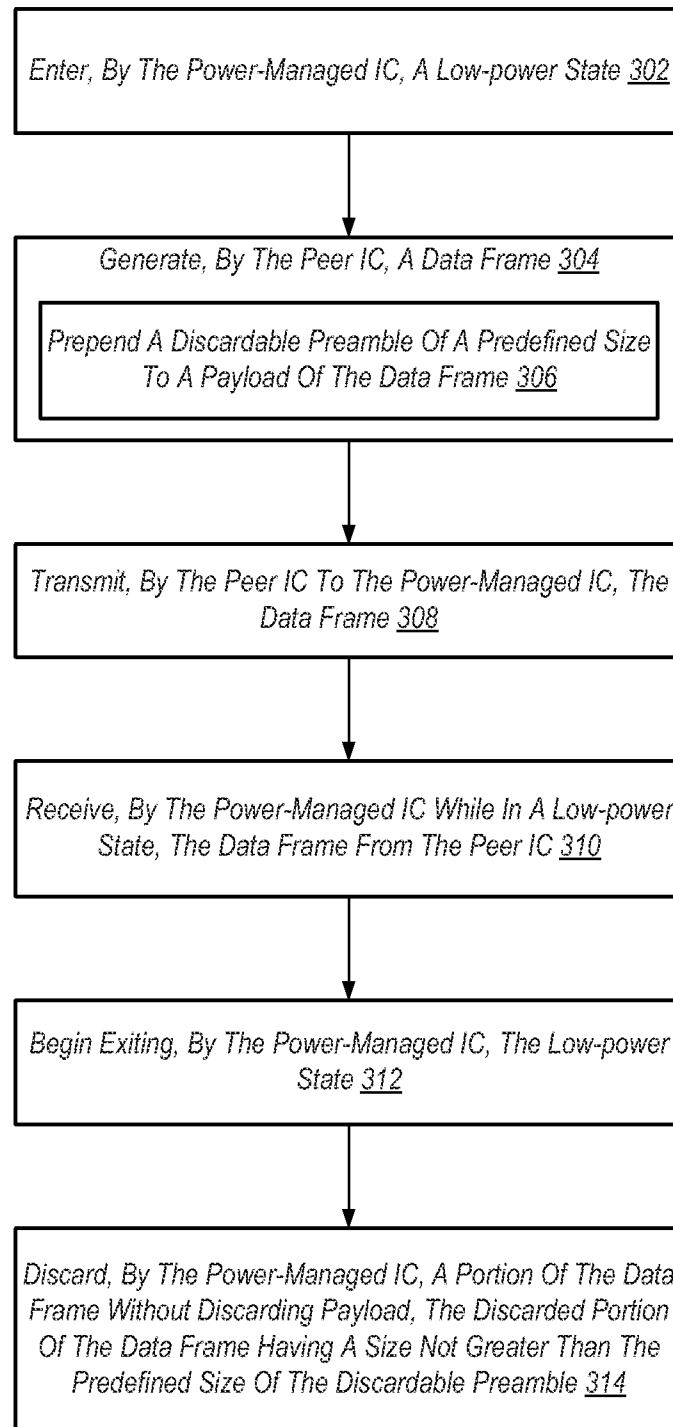 Enter, By The Power-Managed IC, A Low-power State 302
Generate, By The Peer IC, A Data Frame 304
Prepend A Discardable Preamble Of A Predefined Size
To A Payload Of The Data Frame 306
Transmit, By The Peer IC To The Power-Managed IC, The
Data Frame 308
Receive, By The Power-Managed IC While In A Low-power
State, The Data Frame From The Peer IC 310
Begin Exiting, By The Power-Managed IC, The Low-power
State 312
Discard, By The Power-Managed IC, A Portion Of The Data
Frame Without Discarding Payload, The Discarded Portion
Of The Data Frame Having A Size Not Greater Than The
Predefined Size Of The Discardable Preamble 314